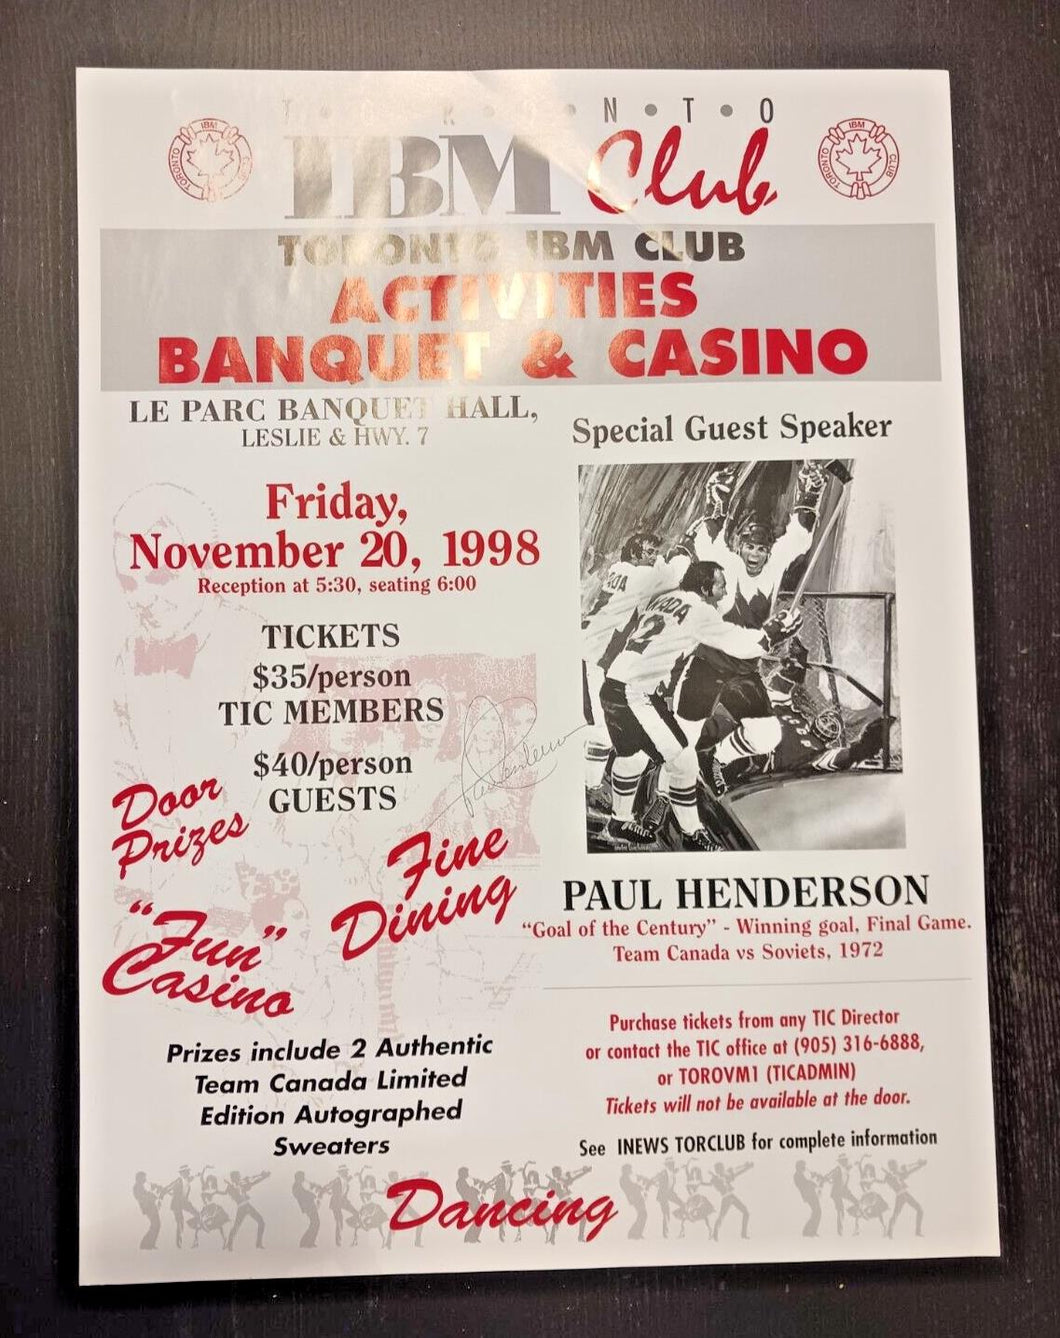 T • O • R • O • N • T • O
IBM Club
IBM
TORONTO CLUB
IBM
TORONTO CLUB
TORONTO IBM CLUB
ACTIVITIES
BANQUET & CASINO
LE PARC BANQUET HALL,
LESLIE & HWY. 7
Friday,
November 20, 1998
Reception at 5:30, seating 6:00
TICKETS
$35/person
TIC MEMBERS
$40/person
GUESTS
Door
Prizes
Fine
Dining
"Fun"
Casino
Prizes include 2 Authentic
Team Canada Limited
Edition Autographed
Sweaters
Special Guest Speaker
PAUL HENDERSON
"Goal of the Century" - Winning goal, Final Game.
Team Canada vs Soviets, 1972
Purchase tickets from any TIC Director
or contact the TIC office at (905) 316-6888,
or TOROVM1 (TICADMIN)
Tickets will not be available at the door.
See INEWS TORCLUB for complete information
Dancing